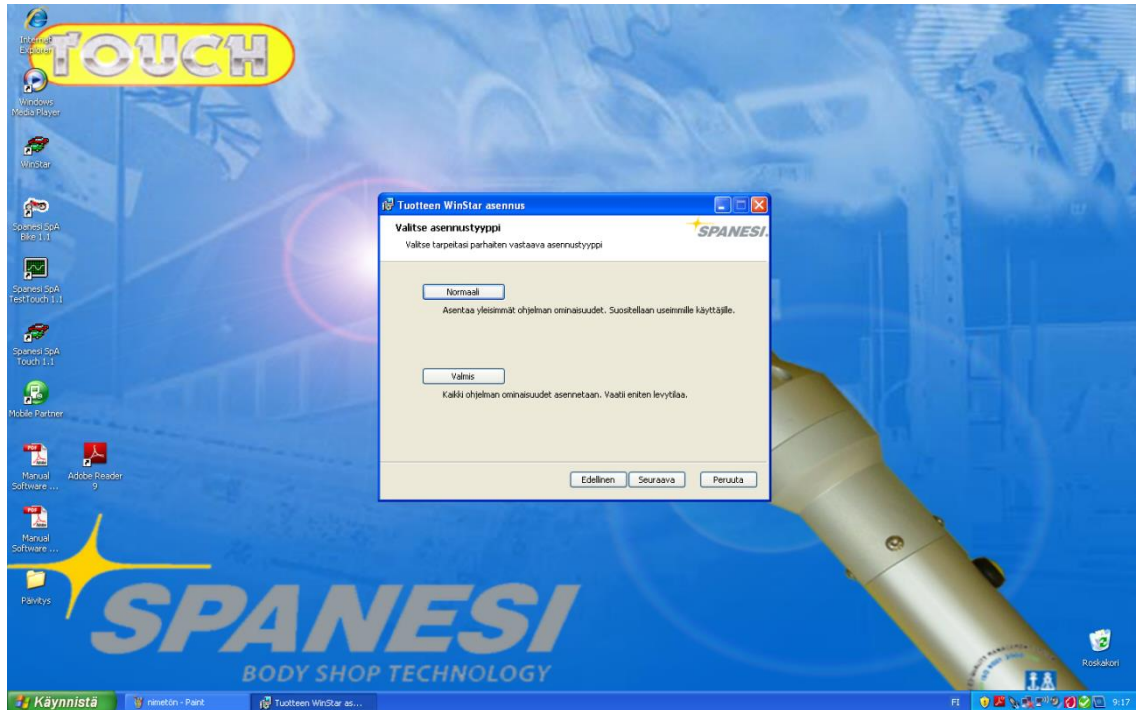 Internet
Explorer
TOUCH
Windows
Media Player
WinStar
Spanesi SpA
Bike 1.1
Spanesi SpA
TestTouch 1.1
Spanesi SpA
Touch 1.1
Mobile Partner
Manual
Software ...
Adobe Reader
9
Manual
Software ...
Päivitys
Tuotteen WinStar asennus
Valitse asennustyyppi
Valitse tarpeitasi parhaiten vastaava asennustyyppi
SPANESI.
Normaali
Asentaa yleisimmät ohjelman ominaisuudet. Suositellaan useimmille käyttäjille.
Valmis
Kaikki ohjelman ominaisuudet asennetaan. Vaatii eniten levytilaa.
Edellinen
Seuraava
Peruuta
SPANESI
BODY SHOP TECHNOLOGY
Roskakori
Käynnistä
nimetön - Paint
Tuotteen WinStar as...
FI
9:17